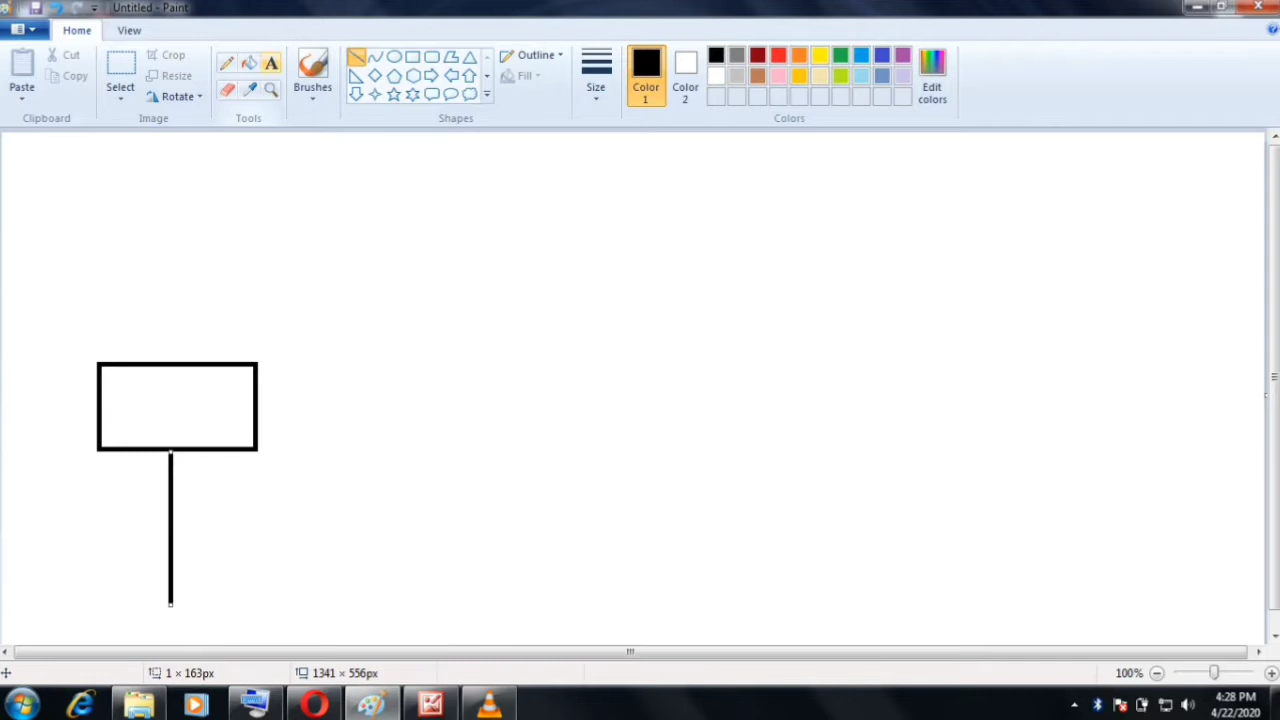 Untitled - Paint
Home View
Paste
Cut
Copy
Clipboard
Select
Crop
Resize
Rotate
Image
A
Tools
Brushes
Outline
Fill
Shapes
Size
Color 1
Color 2
Edit colors
Colors
1 × 163px
1341 × 556px
100%
4:28 PM
4/22/2020